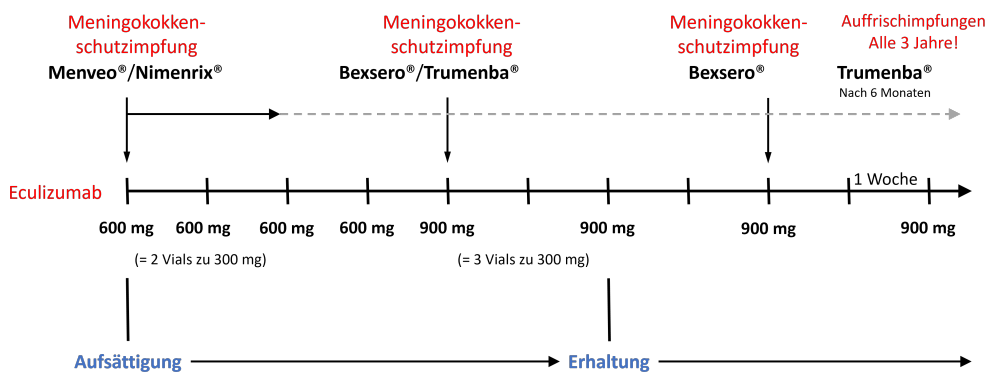 Meningokokken-
schutzimpfung
Menveo®/Nimenrix®
Meningokokken-
schutzimpfung
Bexsero®/Trumenba®
Meningokokken-
schutzimpfung
Bexsero®
Auffrischimpfungen
Alle 3 Jahre!
Trumenba®
Nach 6 Monaten
Eculizumab
1 Woche
600 mg 600 mg 600 mg 600 mg 900 mg 900 mg 900 mg 900 mg
(= 2 Vials zu 300 mg) (= 3 Vials zu 300 mg)
Aufsättigung Erhaltung